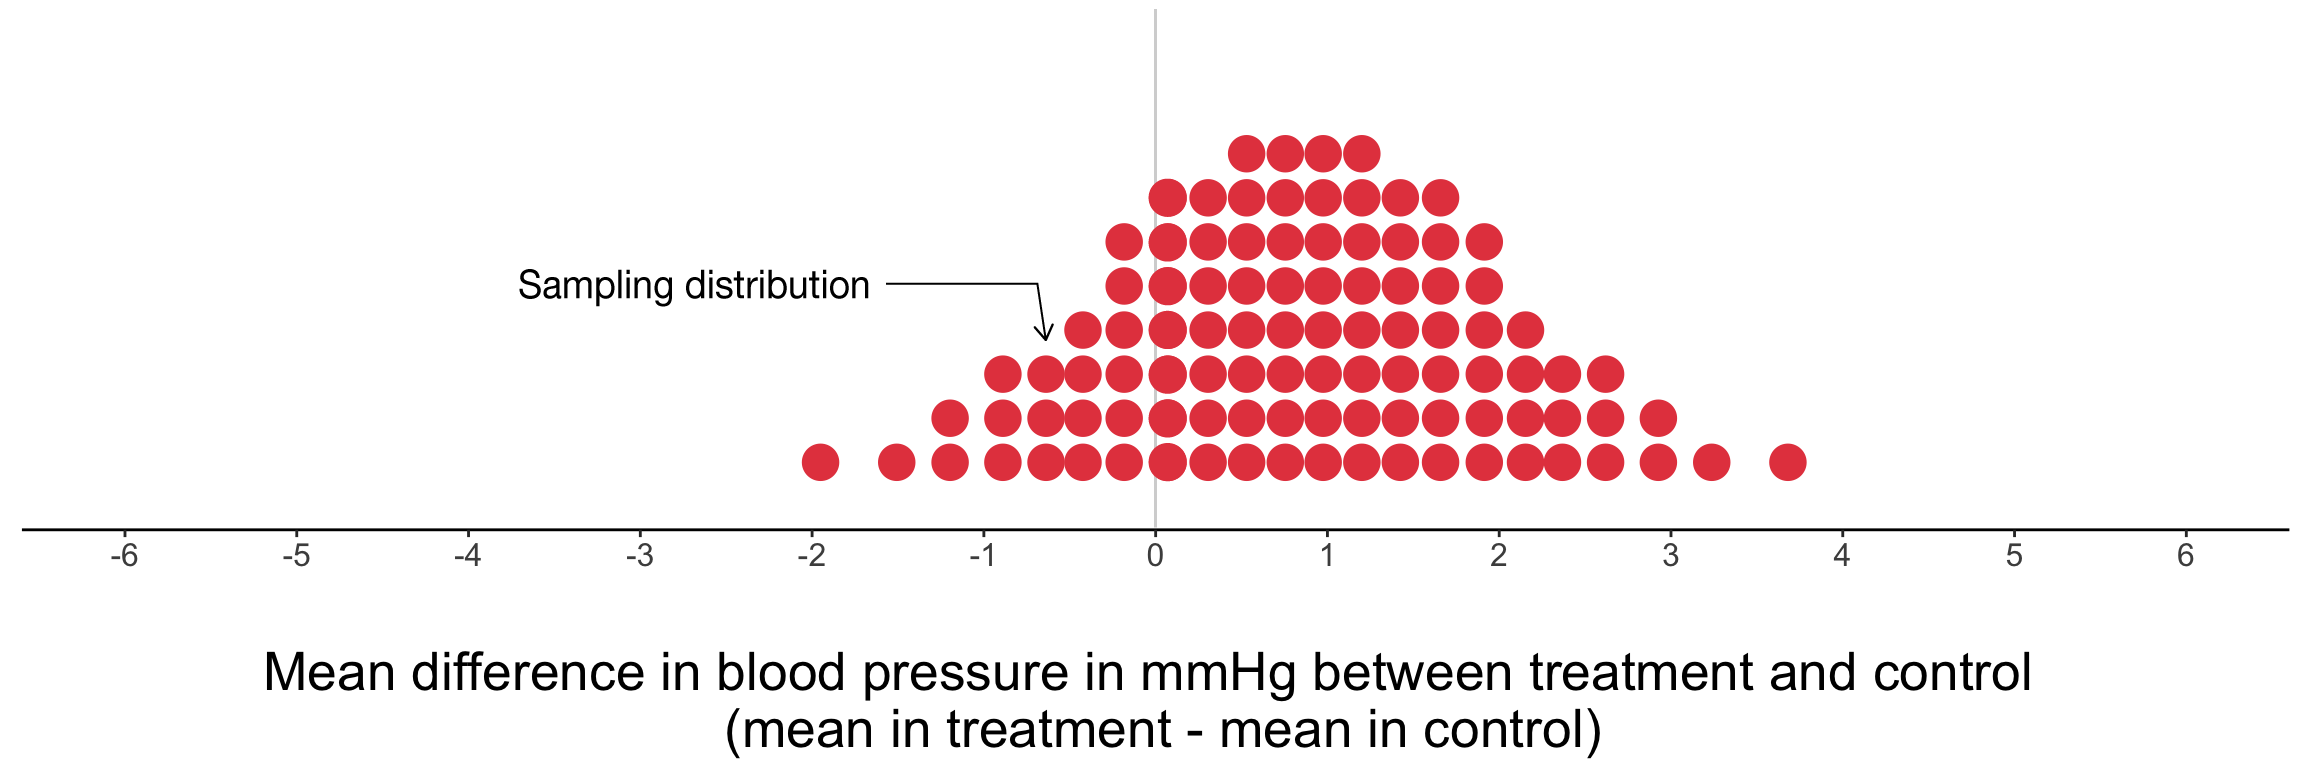 Sampling distribution
-6 -5 -4 -3 -2 -1 0 1 2 3 4 5 6
Mean difference in blood pressure in mmHg between treatment and control
(mean in treatment - mean in control)